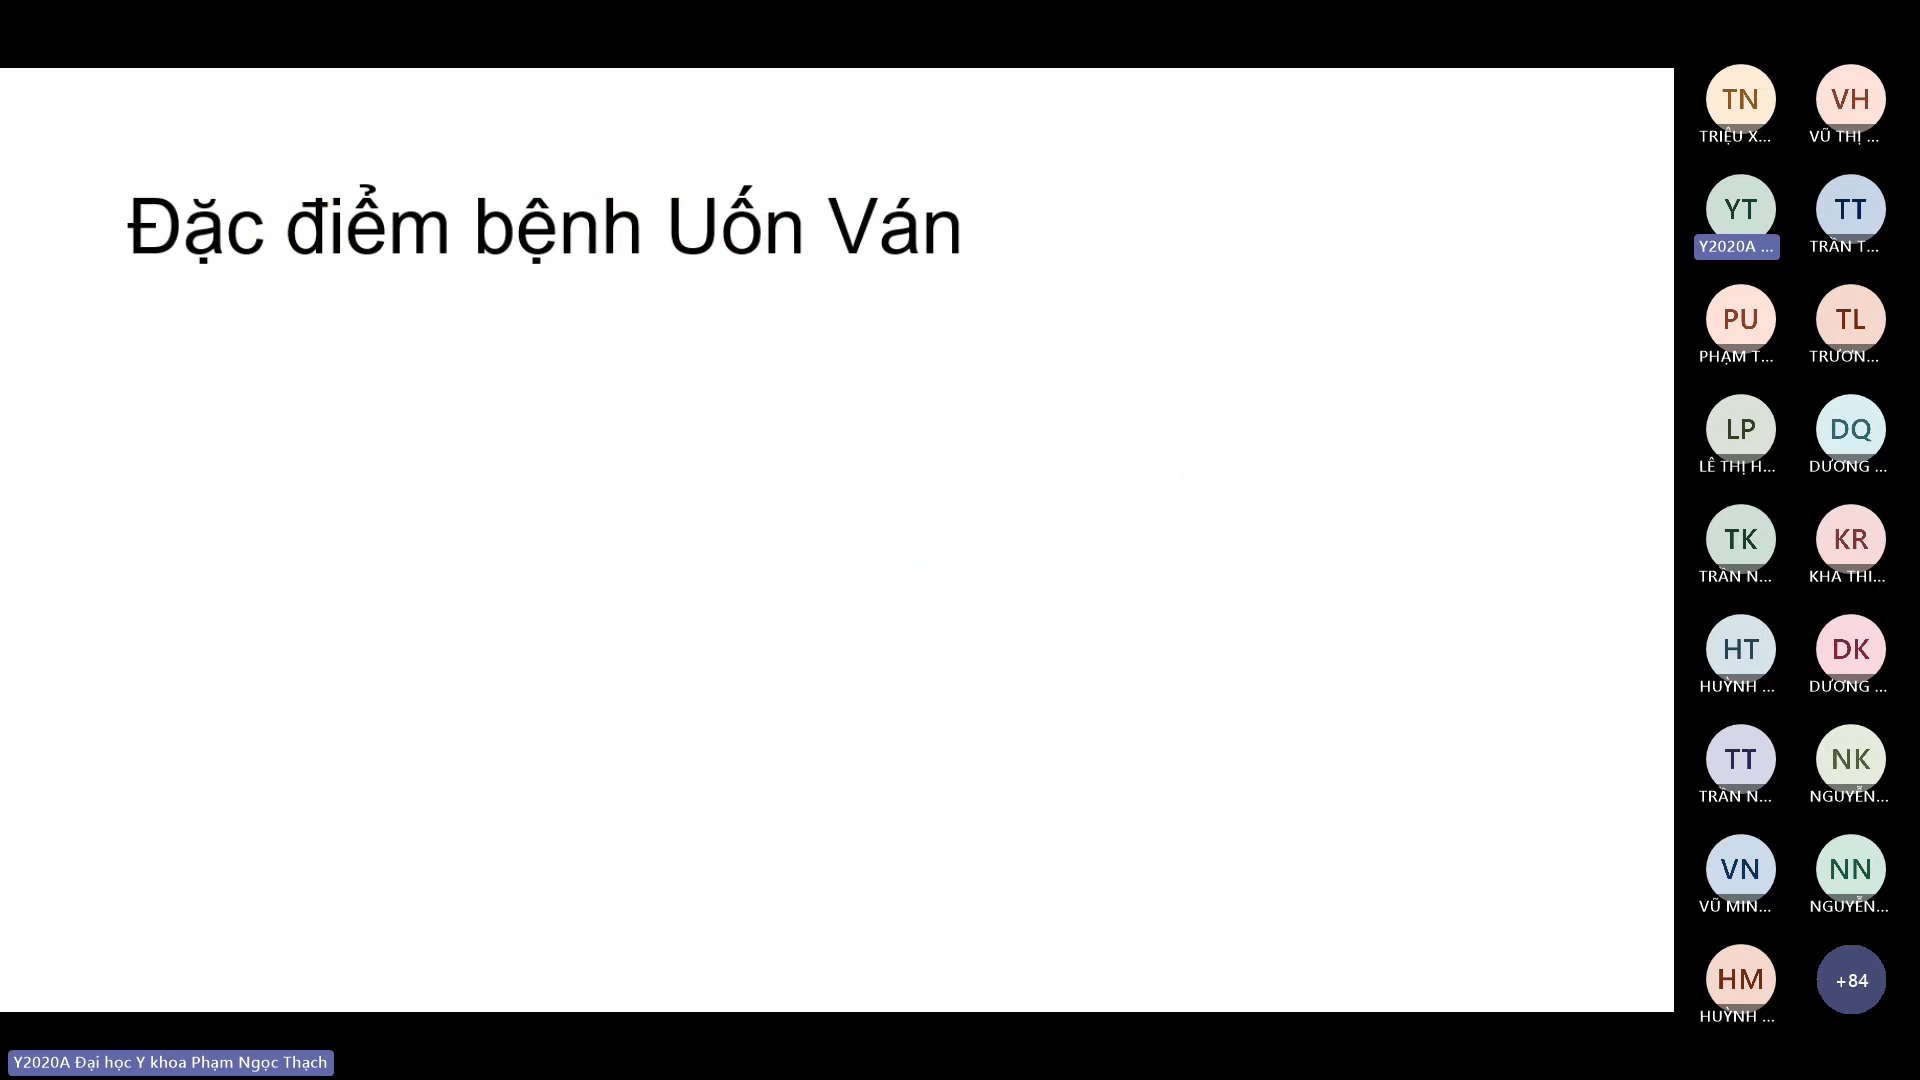 Đặc điểm bệnh Uốn Ván
TN
TRIỆU X...
VH
VŨ THỊ ...
YT
Y2020A ...
TT
TRẦN T...
PU
PHẠM T...
TL
TRƯƠN...
LP
LÊ THỊ H...
DQ
DƯƠNG ...
TK
TRẦN N...
KR
KHA THI...
HT
HUỲNH ...
DK
DƯƠNG ...
TT
TRẦN N...
NK
NGUYỄN...
VN
VŨ MIN...
NN
NGUYỄN...
HM
HUỲNH ...
+84
Y2020A Đại học Y khoa Phạm Ngọc Thạch